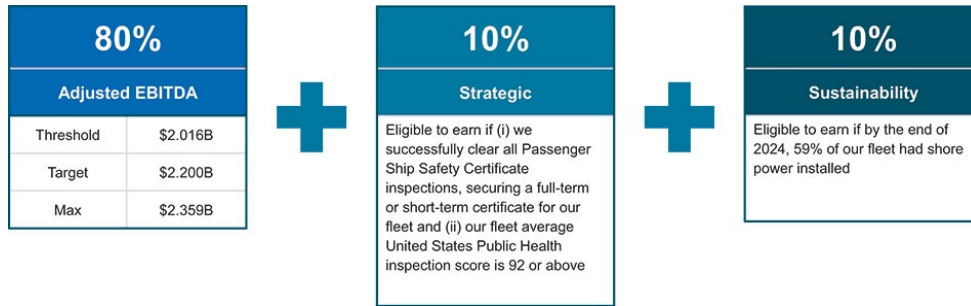 80%
Adjusted EBITDA
Threshold $2.016B
Target $2.200B
Max $2.359B
10%
Strategic
Eligible to earn if (i) we
successfully clear all Passenger
Ship Safety Certificate
inspections, securing a full-term
or short-term certificate for our
fleet and (ii) our fleet average
United States Public Health
inspection score is 92 or above
10%
Sustainability
Eligible to earn if by the end of
2024, 59% of our fleet had shore
power installed